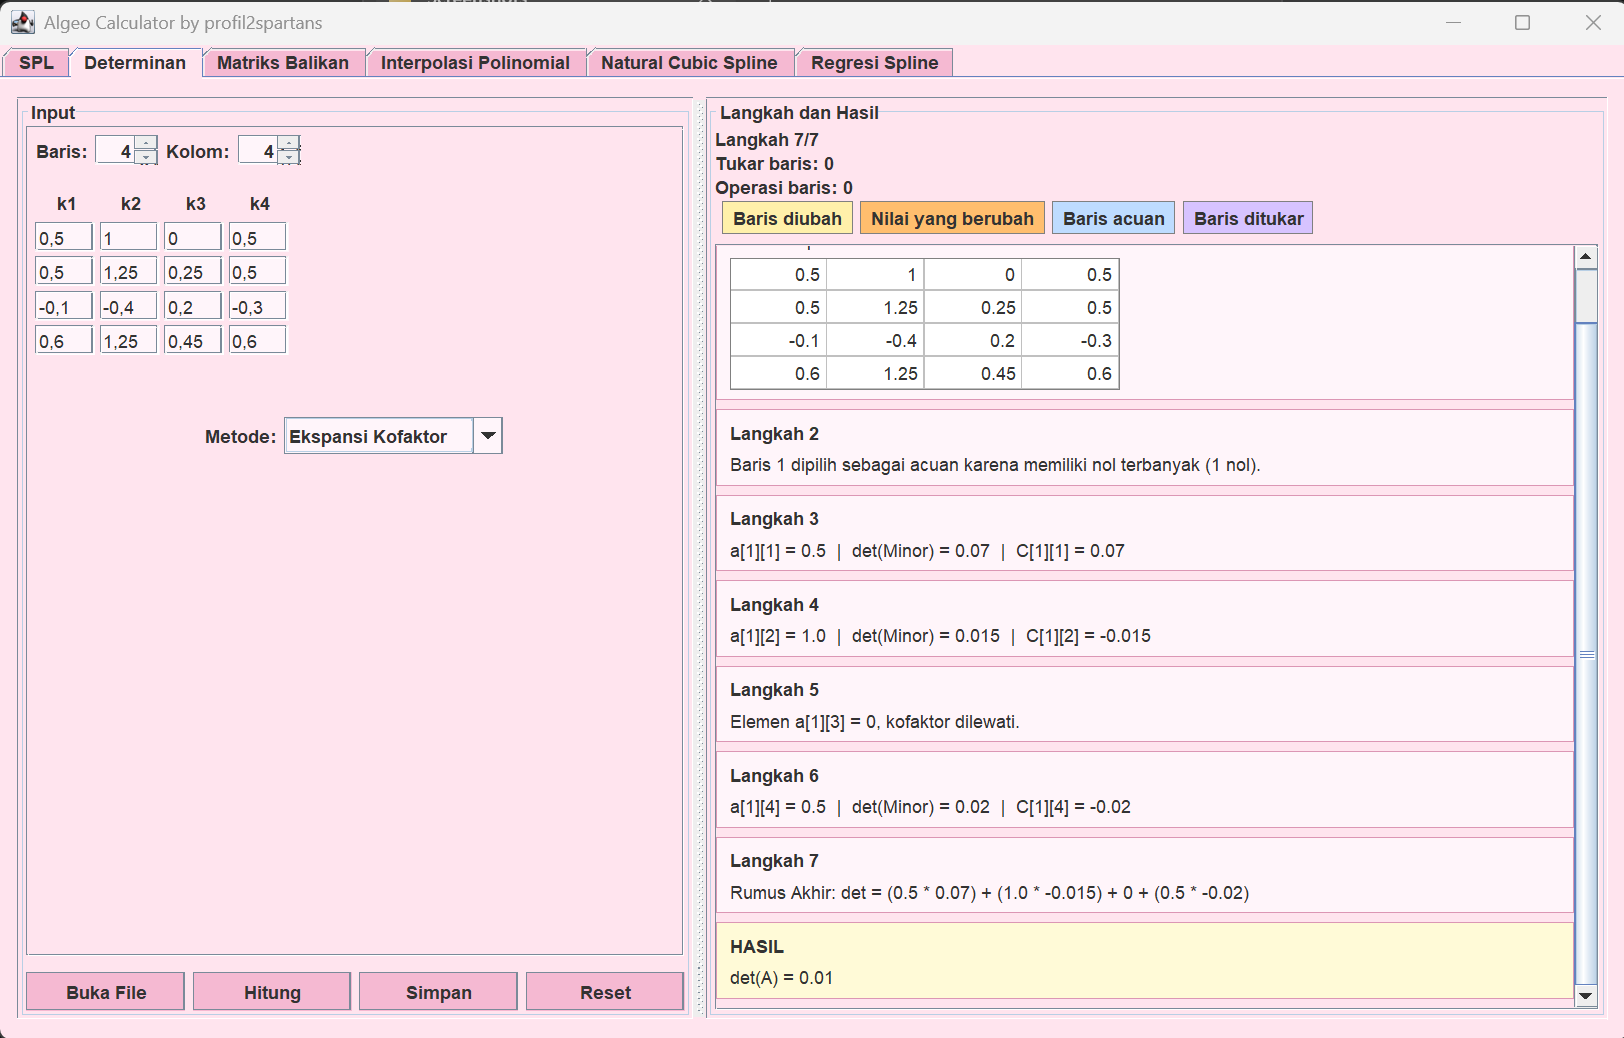 Algeo Calculator by profil2spartans
SPL Determinan Matriks Balikan Interpolasi Polinomial Natural Cubic Spline Regresi Spline
Input
Baris: 4 Kolom: 4
k1 k2 k3 k4
0,5 1 0 0,5
0,5 1,25 0,25 0,5
-0,1 -0,4 0,2 -0,3
0,6 1,25 0,45 0,6
Metode: Ekspansi Kofaktor
Buka File Hitung Simpan Reset
Langkah dan Hasil
Langkah 7/7
Tukar baris: 0
Operasi baris: 0
Baris diubah Nilai yang berubah Baris acuan Baris ditukar
0.5 1 0 0.5
0.5 1.25 0.25 0.5
-0.1 -0.4 0.2 -0.3
0.6 1.25 0.45 0.6
Langkah 2
Baris 1 dipilih sebagai acuan karena memiliki nol terbanyak (1 nol).
Langkah 3
a[1][1] = 0.5 | det(Minor) = 0.07 | C[1][1] = 0.07
Langkah 4
a[1][2] = 1.0 | det(Minor) = 0.015 | C[1][2] = -0.015
Langkah 5
Elemen a[1][3] = 0, kofaktor dilewati.
Langkah 6
a[1][4] = 0.5 | det(Minor) = 0.02 | C[1][4] = -0.02
Langkah 7
Rumus Akhir: det = (0.5 * 0.07) + (1.0 * -0.015) + 0 + (0.5 * -0.02)
HASIL
det(A) = 0.01